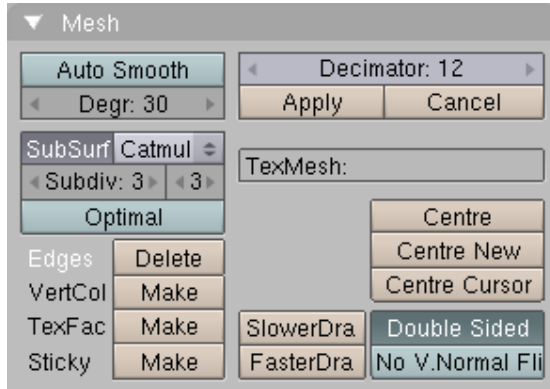 Mesh
Auto Smooth
Decimator: 12
Degr: 30
Apply
Cancel
SubSurf
Catmul
TexMesh:
Subdiv: 3
3
Optimal
Centre
Edges
Delete
Centre New
VertCol
Make
Centre Cursor
TexFac
Make
SlowerDra
Double Sided
Sticky
Make
FasterDra
No V.Normal Fli